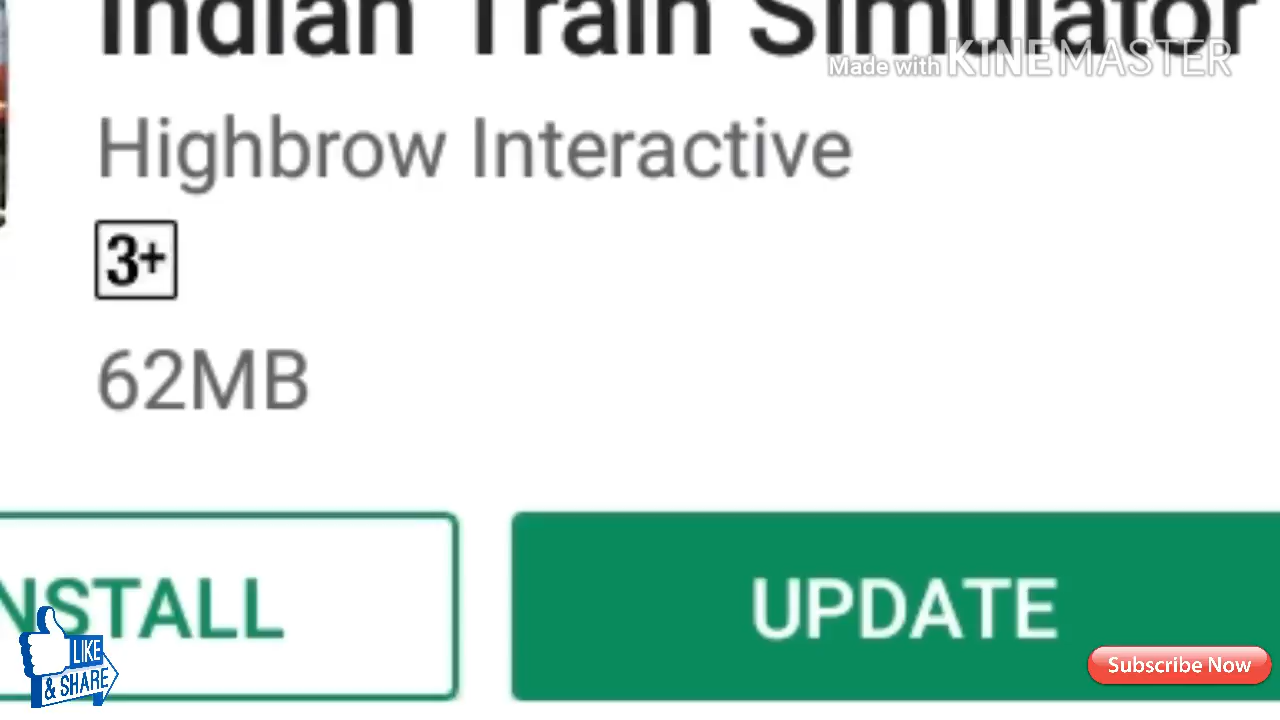 Indian Train Simulator
Made with KINEMASTER
Highbrow Interactive
3+
62MB
NSTALL
UPDATE
LIKE
& SHARE
Subscribe Now